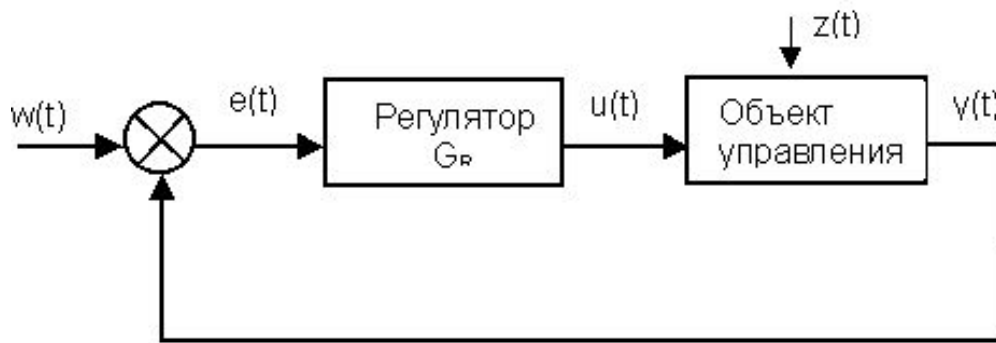 z(t)
w(t)
e(t)
Регулятор
GR
u(t)
Объект
управления
y(t)